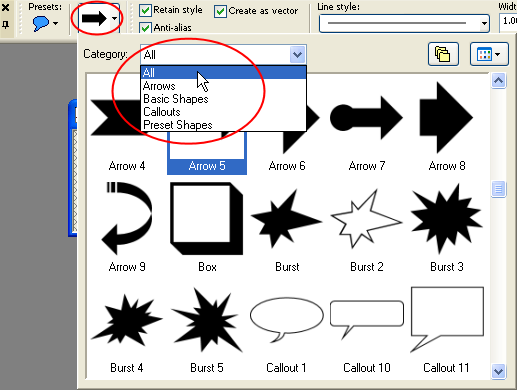 Presets:
Retain style
Create as vector
Anti-alias
Line style:
Width
1.00
Category:
All
All
Arrows
Basic Shapes
Callouts
Preset Shapes
Arrow 4
Arrow 5
Arrow 6
Arrow 7
Arrow 8
Arrow 9
Box
Burst
Burst 2
Burst 3
Burst 4
Burst 5
Callout 1
Callout 10
Callout 11